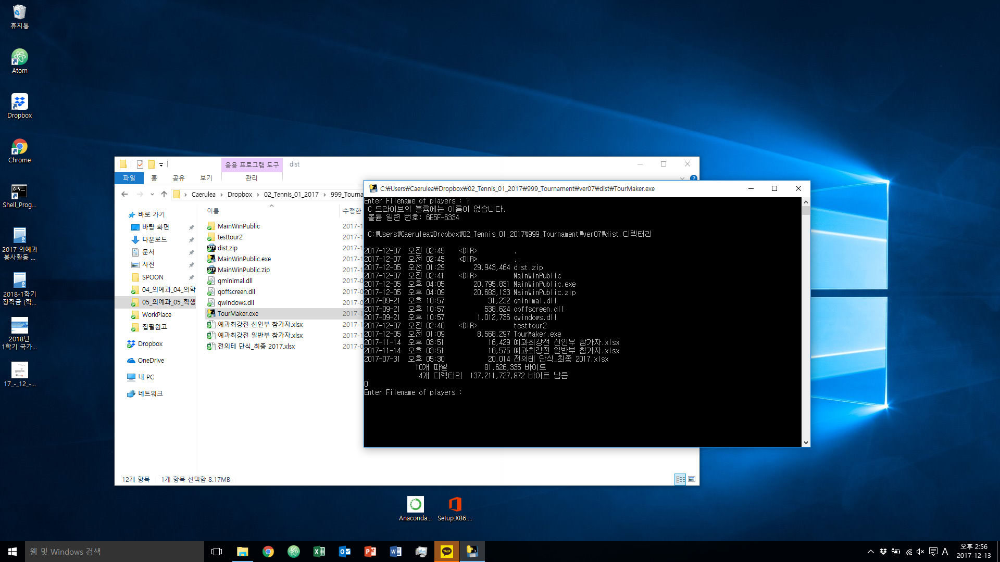 휴지통
Atom
Dropbox
Chrome
Shell_Prog...
2017 의예과
봉사활동 ...
2018-1학기
장학금 (학...
2018년
1학기 국가...
17_-_12_-...
응용 프로그램 도구
dist
파일
홈
공유
보기
관리
Caerulea > Dropbox > 02_Tennis_01_2017 > 999_Tourna
이름
수정한
바로 가기
바탕 화면
다운로드
문서
사진
SPOON
04_의예과_04_의학
05_의예과_05_학생
WorkPlace
집필원고
Dropbox
OneDrive
내 PC
네트워크
MainWinPublic 2017-1
testtour2 2017-1
dist.zip 2017-1
MainWinPublic.exe 2017-1
MainWinPublic.zip 2017-1
qminimal.dll 2017-0
qoffscreen.dll 2017-0
qwindows.dll 2017-0
TourMaker.exe 2017-1
예과최강전 신인부 참가자.xlsx 2017-1
예과최강전 일반부 참가자.xlsx 2017-1
전의테 단식_최종 2017.xlsx 2017-0
12개 항목
1개 항목 선택함 8.17MB
C:₩Users₩Caerulea₩Dropbox₩02_Tennis_01_2017₩999_Tournament₩ver07₩dist₩TourMaker.exe
Enter Filename of players : ?
C 드라이브의 볼륨에는 이름이 없습니다.
볼륨 일련 번호: 6E5F-6334
C:₩Users₩Caerulea₩Dropbox₩02_Tennis_01_2017₩999_Tournament₩ver07₩dist 디렉터리
2017-12-07 오전 02:45 <DIR> .
2017-12-07 오전 02:45 <DIR> ..
2017-12-05 오전 01:29 29,943,464 dist.zip
2017-12-07 오전 02:41 <DIR> MainWinPublic
2017-12-05 오후 04:05 20,795,831 MainWinPublic.exe
2017-12-05 오후 04:09 20,683,133 MainWinPublic.zip
2017-09-21 오후 10:57 31,232 qminimal.dll
2017-09-21 오후 10:57 538,624 qoffscreen.dll
2017-09-21 오후 10:57 1,012,736 qwindows.dll
2017-12-07 오전 02:40 <DIR> testtour2
2017-12-05 오전 01:09 8,568,297 TourMaker.exe
2017-11-14 오후 03:51 16,429 예과최강전 신인부 참가자.xlsx
2017-11-14 오후 03:51 16,575 예과최강전 일반부 참가자.xlsx
2017-07-31 오후 05:30 20,014 전의테 단식_최종 2017.xlsx
10개 파일 81,626,335 바이트
4개 디렉터리 137,211,727,872 바이트 남음
0
Enter Filename of players :
Anaconda...
Setup.X86....
웹 및 Windows 검색
TALK
A
오후 2:56
2017-12-13